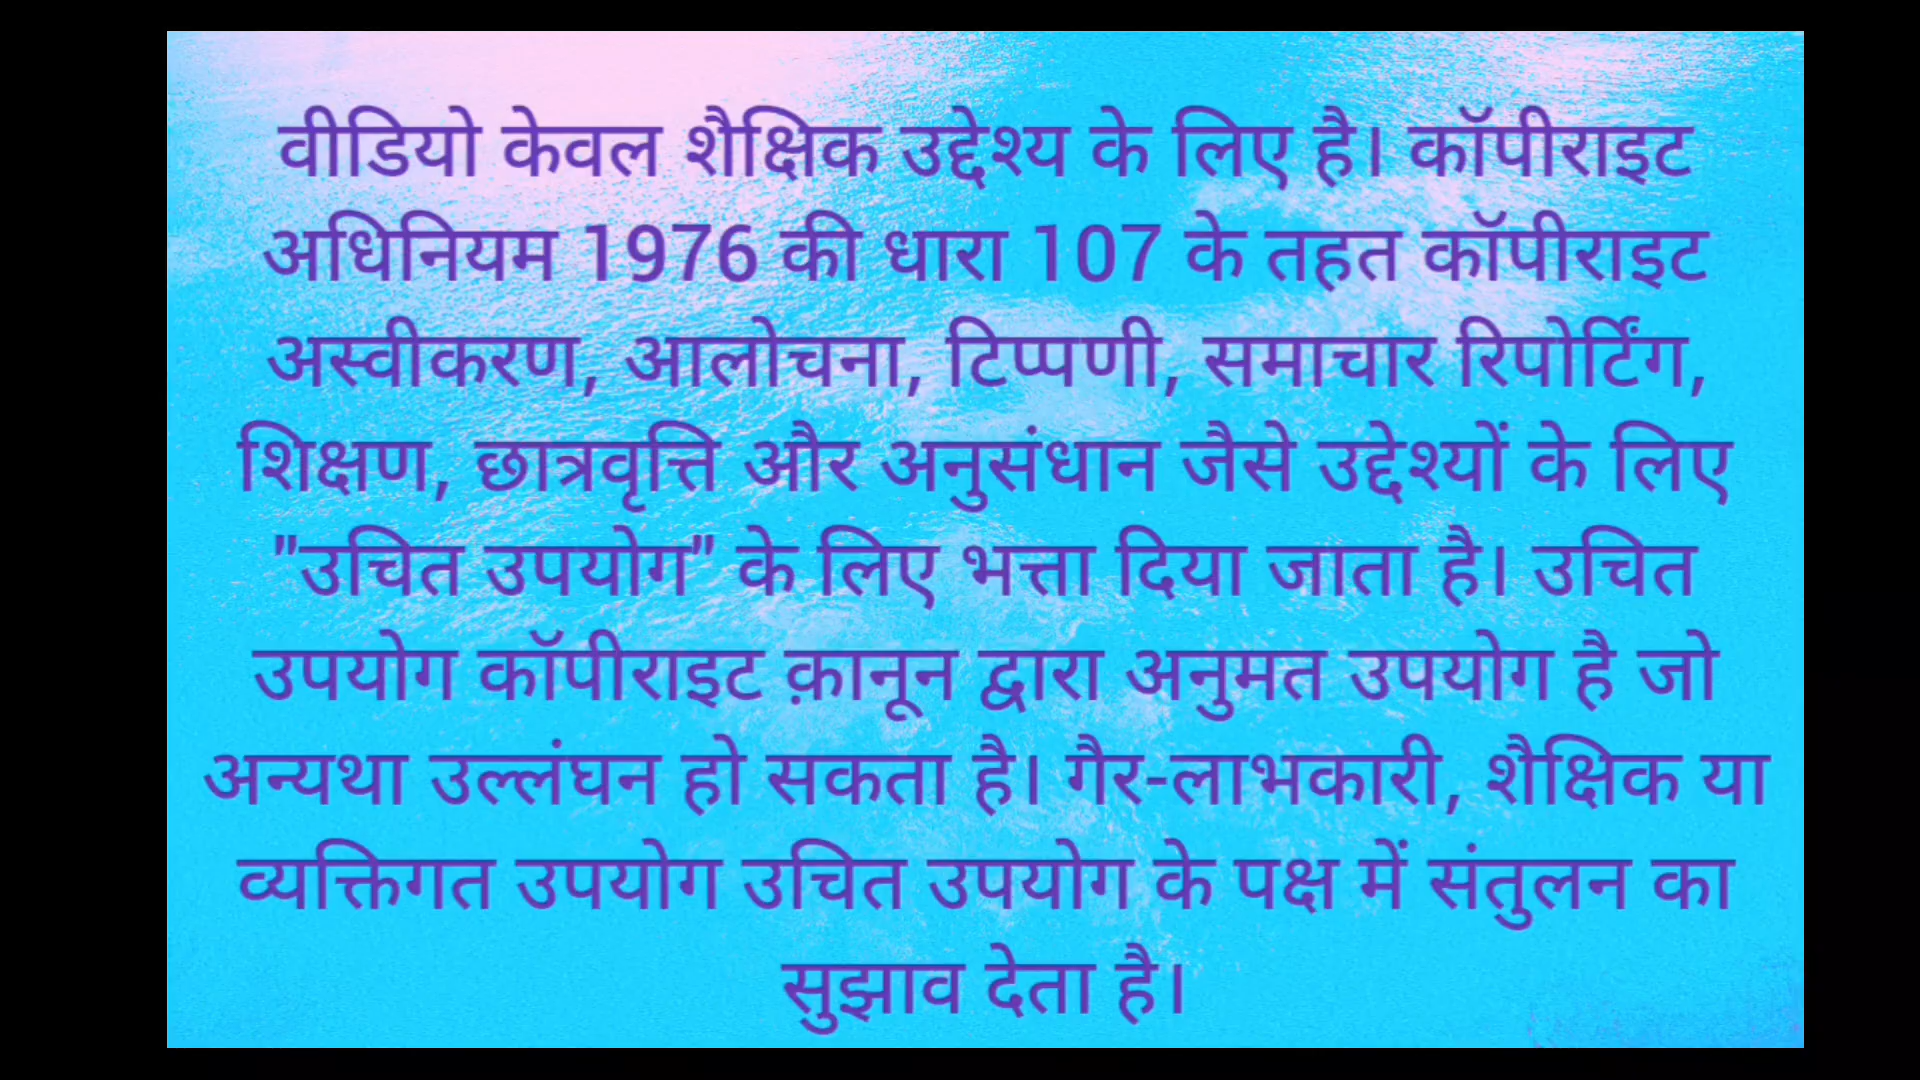 वीडियो केवल शैक्षिक उद्देश्य के लिए है। कॉपीराइट
अधिनियम 1976 की धारा 107 के तहत कॉपीराइट
अस्वीकरण, आलोचना, टिप्पणी, समाचार रिपोर्टिंग,
शिक्षण, छात्रवृत्ति और अनुसंधान जैसे उद्देश्यों के लिए
"उचित उपयोग" के लिए भत्ता दिया जाता है। उचित
उपयोग कॉपीराइट क़ानून द्वारा अनुमत उपयोग है जो
अन्यथा उल्लंघन हो सकता है। गैर-लाभकारी, शैक्षिक या
व्यक्तिगत उपयोग उचित उपयोग के पक्ष में संतुलन का
सुझाव देता है।